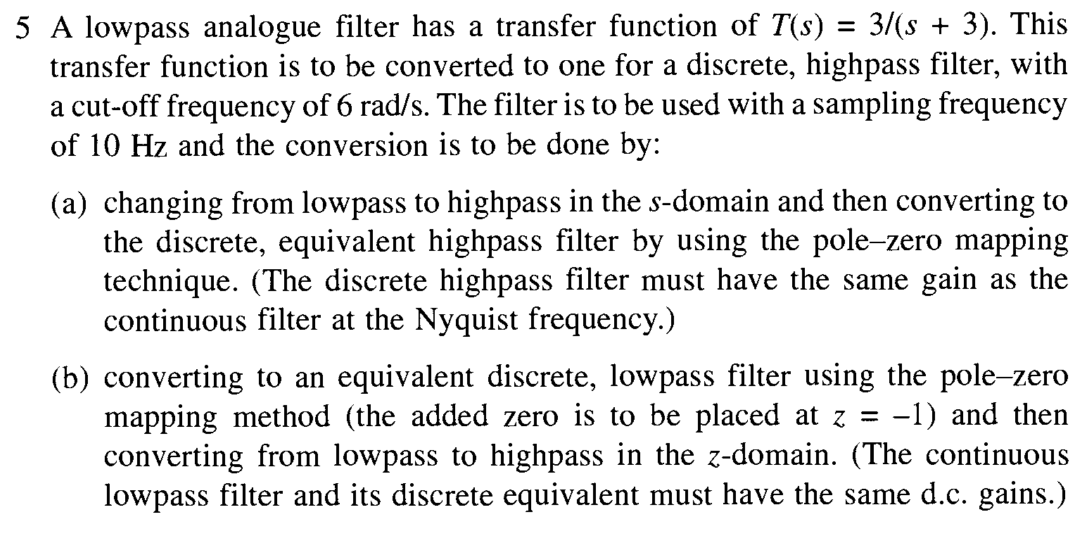 5 A lowpass analogue filter has a transfer function of T(s) = 3/(s + 3). This
transfer function is to be converted to one for a discrete, highpass filter, with
a cut-off frequency of 6 rad/s. The filter is to be used with a sampling frequency
of 10 Hz and the conversion is to be done by:
(a) changing from lowpass to highpass in the s-domain and then converting to
the discrete, equivalent highpass filter by using the pole–zero mapping
technique. (The discrete highpass filter must have the same gain as the
continuous filter at the Nyquist frequency.)
(b) converting to an equivalent discrete, lowpass filter using the pole–zero
mapping method (the added zero is to be placed at z = −1) and then
converting from lowpass to highpass in the z-domain. (The continuous
lowpass filter and its discrete equivalent must have the same d.c. gains.)